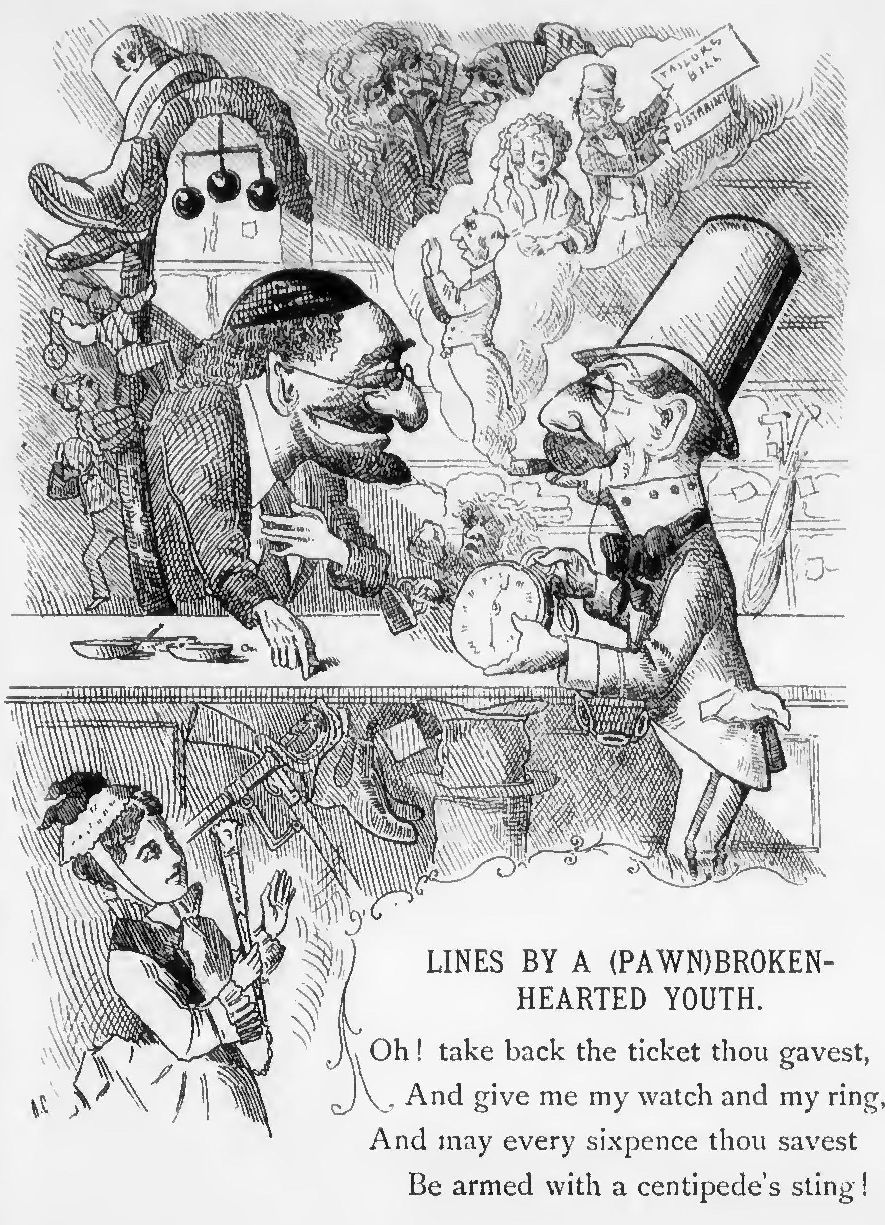 TAILORS
BILL
DISTRAINT
LINES BY A (PAWN)BROKEN-
HEARTED YOUTH.
Oh! take back the ticket thou gavest,
And give me my watch and my ring,
And may every sixpence thou savest
Be armed with a centipede's sting!